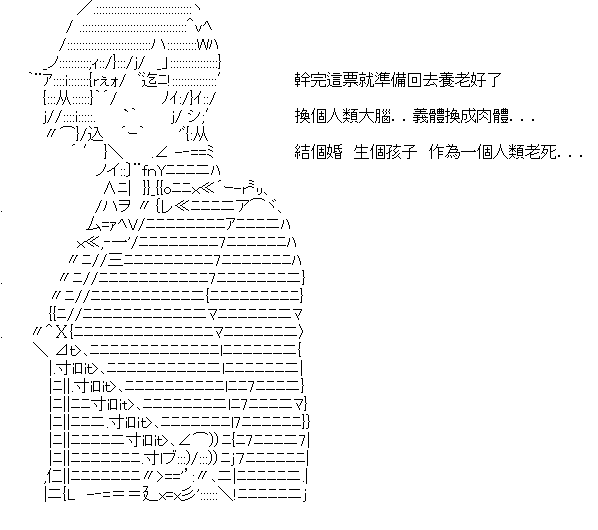 幹完這票就準備回去養老好了
換個人類大腦．．義體換成肉體．．．
結個婚　生個孩子　作為一個人類老死．．．